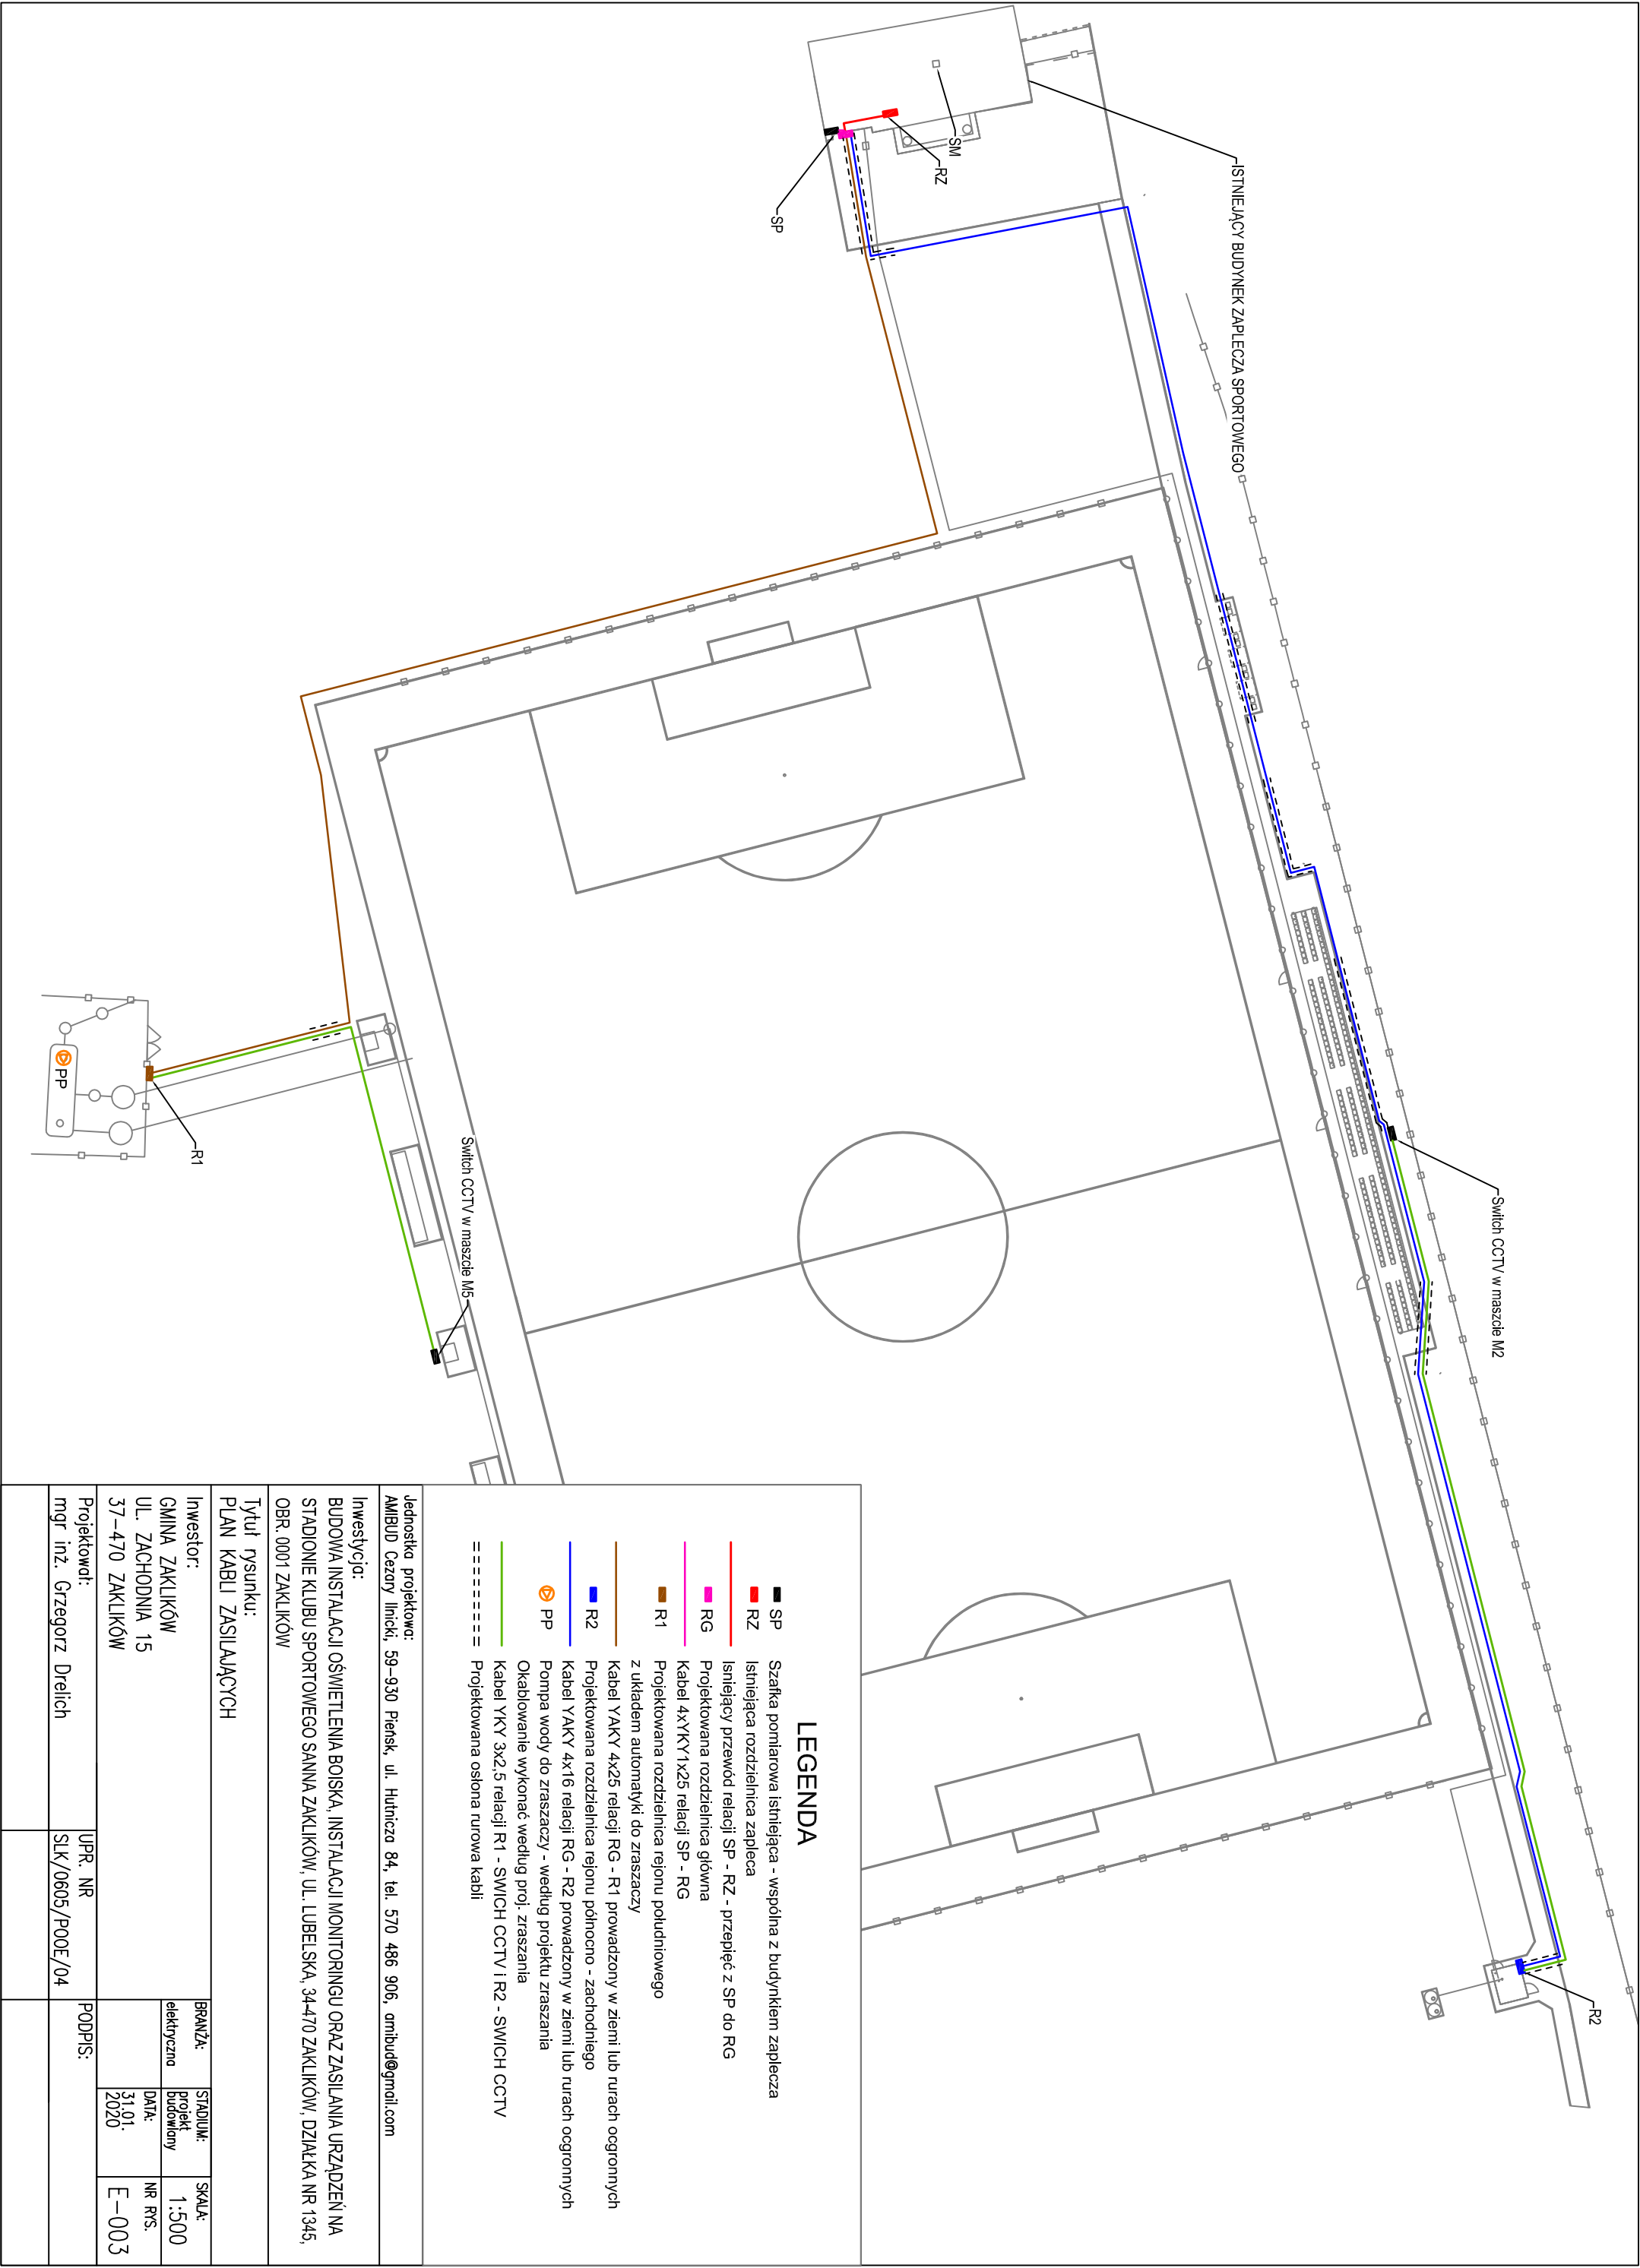 ISTNIEJĄCY BUDYNEK ZAPLECZA SPORTOWEGO
SM
RZ
SP
Switch CCTV w maszcie M2
R2
Switch CCTV w maszcie M5
R1
PP
LEGENDA
SP Szafka pomiarowa istniejąca - wspólna z budynkiem zaplecza
RZ Istniejąca rozdzielnica zapleca
Isniejący przewód relacji SP - RZ - przepięć z SP do RG
RG Projektowana rozdzielnica główna
Kabel 4xYKY1x25 relacji SP - RG
R1 Projektowana rozdzielnica rejonu południowego
z układem automatyki do zraszaczy
Kabel YAKY 4x25 relacji RG - R1 prowadzony w ziemi lub rurach ocgronnych
R2 Projektowana rozdzielnica rejonu północno - zachodniego
Kabel YAKY 4x16 relacji RG - R2 prowadzony w ziemi lub rurach ocgronnych
PP Pompa wody do zraszaczy - według projektu zraszania
Okablowanie wykonać według proj. zraszania
Kabel YKY 3x2,5 relacji R1 - SWICH CCTV i R2 - SWICH CCTV
Projektowana osłona rurowa kabli
Jednostka projektowa:
AMIBUD Cezary Ilnicki, 59-930 Pieńsk, ul. Hutnicza 84, tel. 570 486 906, amibud@gmail.com
Inwestycja:
BUDOWA INSTALACJI OŚWIETLENIA BOISKA, INSTALACJI MONITORINGU ORAZ ZASILANIA URZĄDZEŃ NA
STADIONIE KLUBU SPORTOWEGO SANNA ZAKLIKÓW, UL. LUBELSKA, 34-470 ZAKLIKÓW, DZIAŁKA NR 1345,
OBR. 0001 ZAKLIKÓW
Tytuł rysunku:
PLAN KABLI ZASILAJĄCYCH
Inwestor:
GMINA ZAKLIKÓW
UL. ZACHODNIA 15
37-470 ZAKLIKÓW
BRANŻA:
elektryczna
STADIUM:
projekt
budowlany
SKALA:
1:500
DATA:
31.01.
2020
NR RYS.
E-003
Projektował:
mgr inż. Grzegorz Drelich
UPR. NR
SLK/0605/POOE/04
PODPIS: